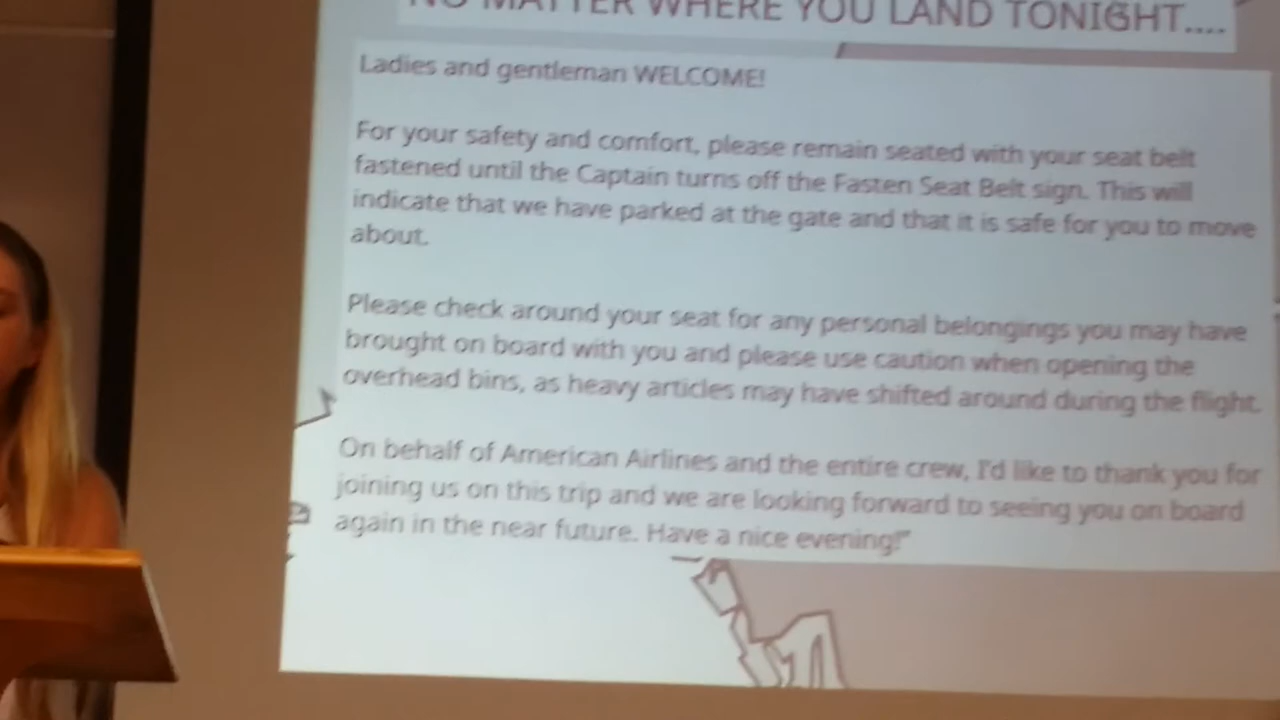 NO MATTER WHERE YOU LAND TONIGHT....
Ladies and gentleman WELCOME!
For your safety and comfort, please remain seated with your seat belt
fastened until the Captain turns off the Fasten Seat Belt sign. This will
indicate that we have parked at the gate and that it is safe for you to move
about.
Please check around your seat for any personal belongings you may have
brought on board with you and please use caution when opening the
overhead bins, as heavy articles may have shifted around during the flight.
On behalf of American Airlines and the entire crew, I'd like to thank you for
joining us on this trip and we are looking forward to seeing you on board
again in the near future. Have a nice evening!”